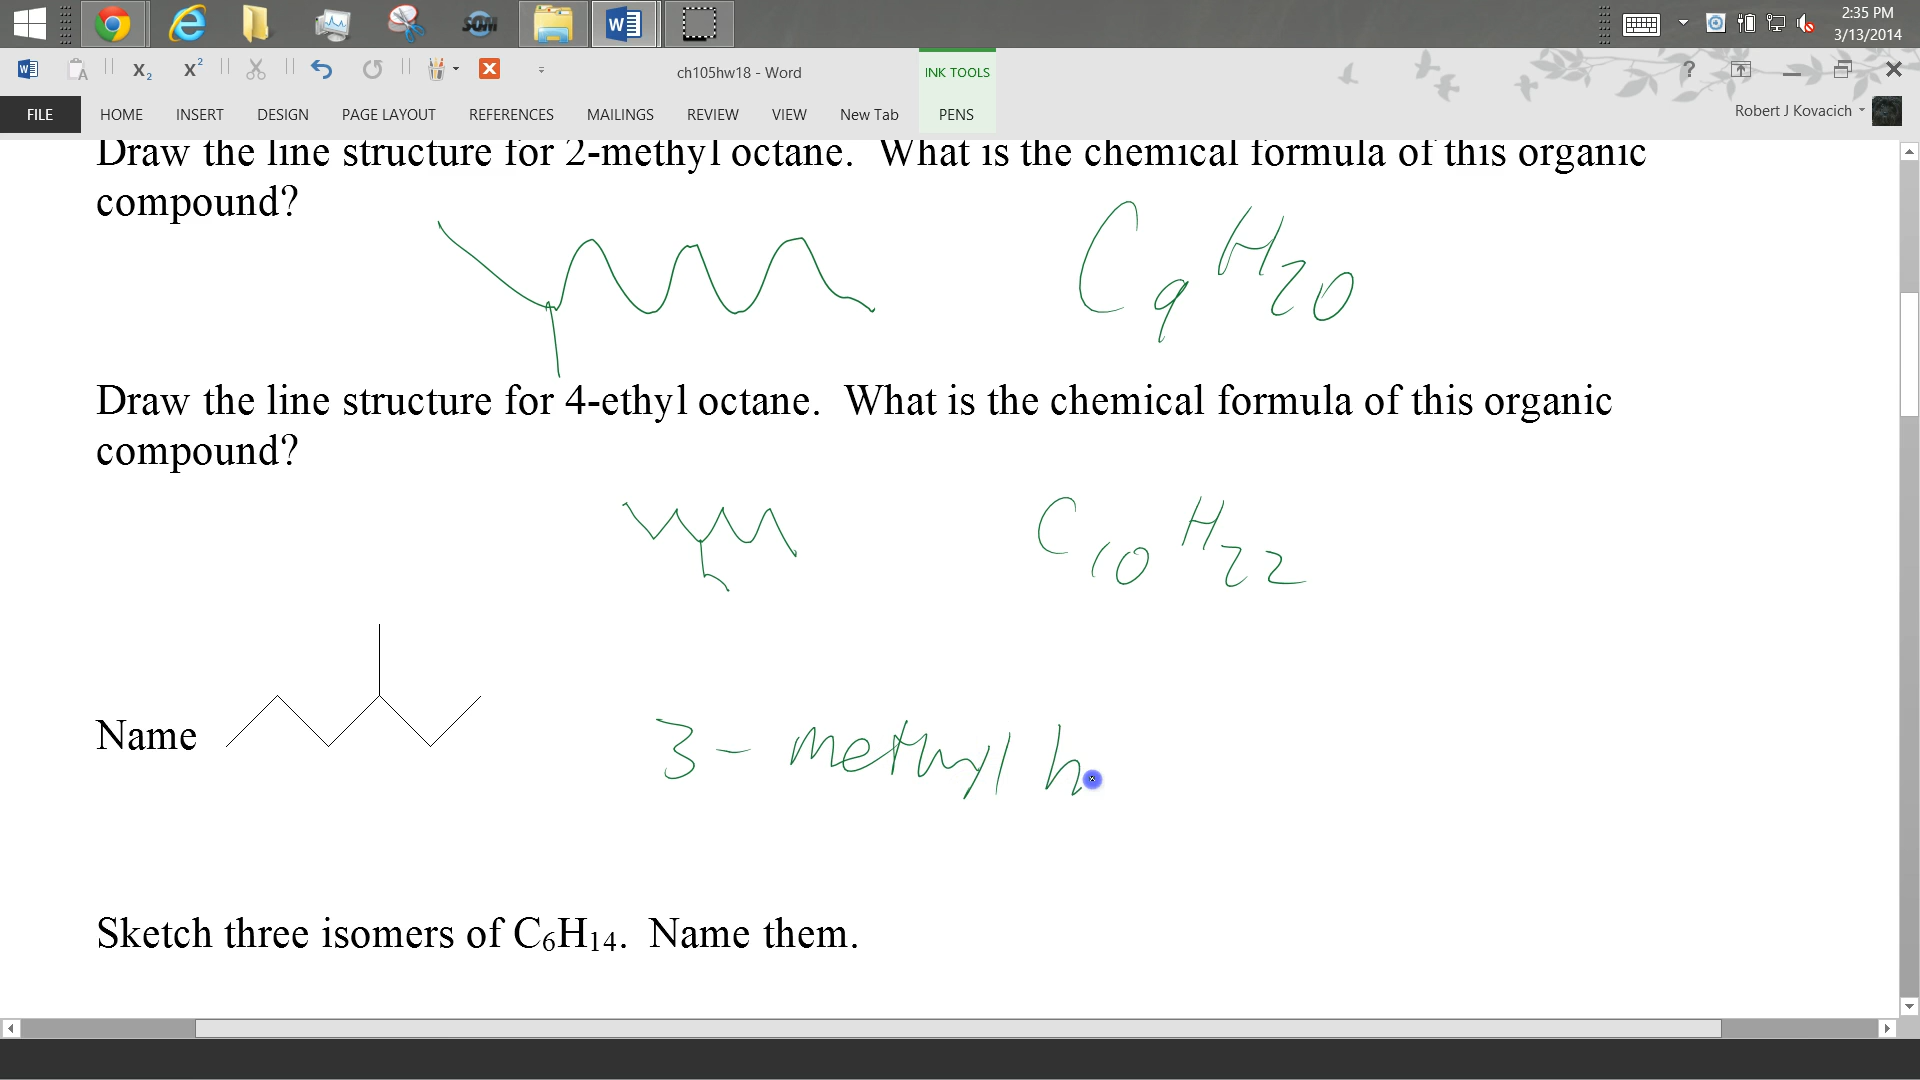 2:35 PM
3/13/2014
SGM
W
W
A
X₂
X²
ch105hw18 - Word
INK TOOLS
?
FILE
HOME
INSERT
DESIGN
PAGE LAYOUT
REFERENCES
MAILINGS
REVIEW
VIEW
New Tab
PENS
Robert J Kovacich
Draw the line structure for 2-methyl octane. What is the chemical formula of this organic
compound?
C₉H₂₀
Draw the line structure for 4-ethyl octane. What is the chemical formula of this organic
compound?
C₁₀H₂₂
Name
3 - methyl h
Sketch three isomers of C₆H₁₄. Name them.